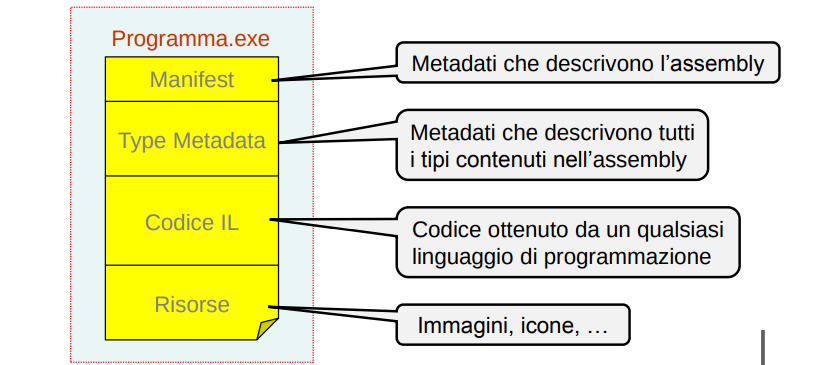 Programma.exe
Manifest
Metadati che descrivono l'assembly
Type Metadata
Metadati che descrivono tutti
i tipi contenuti nell'assembly
Codice IL
Codice ottenuto da un qualsiasi
linguaggio di programmazione
Risorse
Immagini, icone, …